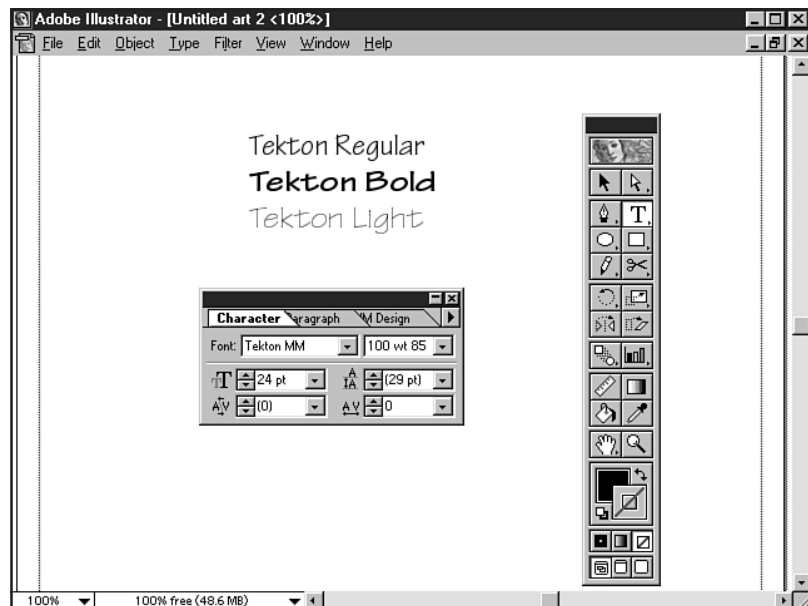 Adobe Illustrator - [Untitled art 2 <100%>]
File Edit Object Type Filter View Window Help
Tekton Regular
Tekton Bold
Tekton Light
Character Paragraph MM Design
Font: Tekton MM 100 wt 85
24 pt (29 pt)
(0) 0
100% 100% free (48.6 MB)